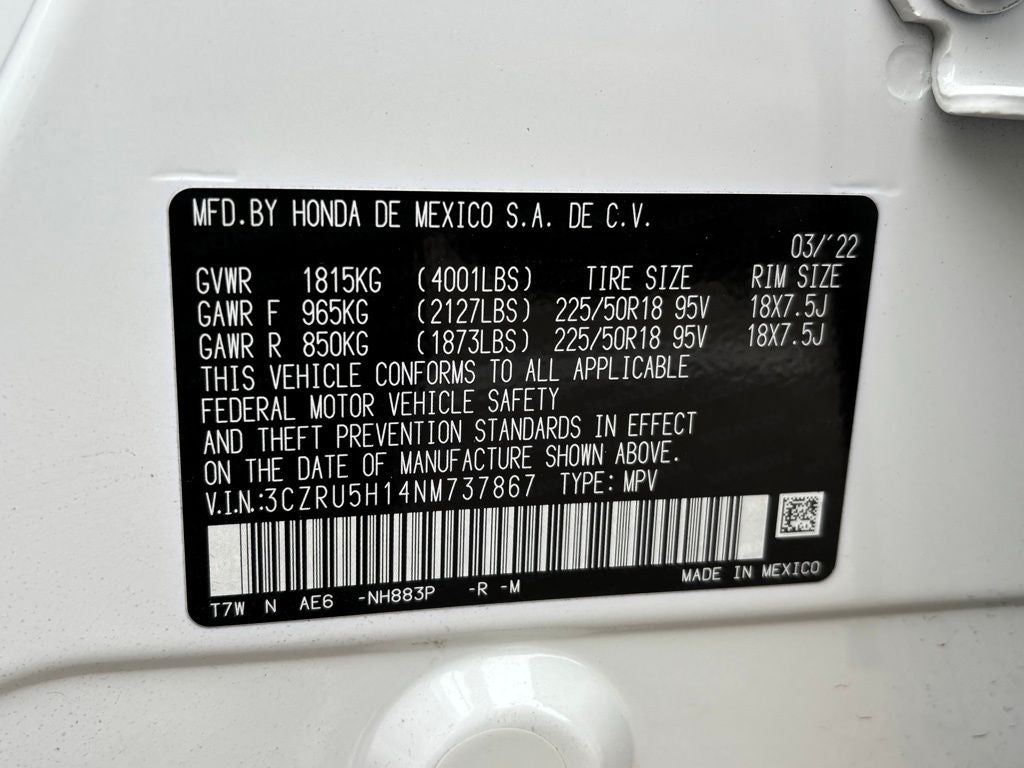 MFD.BY HONDA DE MEXICO S.A. DE C.V.
03/'22
GVWR 1815KG (4001LBS) TIRE SIZE RIM SIZE
GAWR F 965KG (2127LBS) 225/50R18 95V 18X7.5J
GAWR R 850KG (1873LBS) 225/50R18 95V 18X7.5J
THIS VEHICLE CONFORMS TO ALL APPLICABLE
FEDERAL MOTOR VEHICLE SAFETY
AND THEFT PREVENTION STANDARDS IN EFFECT
ON THE DATE OF MANUFACTURE SHOWN ABOVE.
V.I.N.:3CZRU5H14NM737867 TYPE: MPV
MADE IN MEXICO
T7W N AE6 -NH883P -R -M